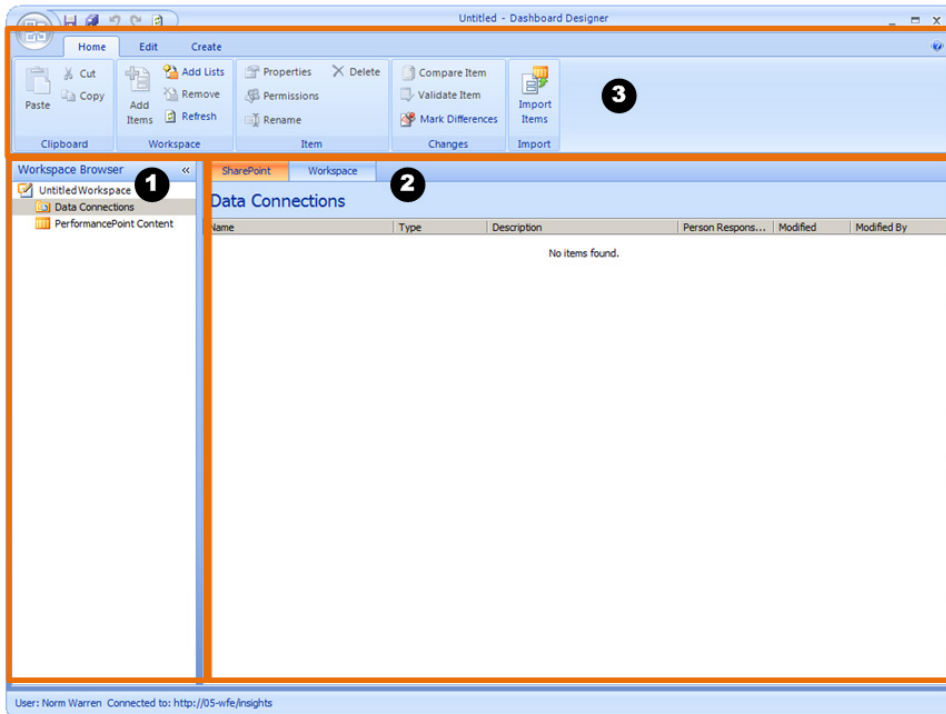 Untitled - Dashboard Designer
Home Edit Create
Paste
Cut
Copy
Clipboard
Add Items
Add Lists
Remove
Refresh
Workspace
Properties
Permissions
Rename
Delete
Item
Compare Item
Validate Item
Mark Differences
Changes
Import Items
Import
3
Workspace Browser «
1
Untitled Workspace
Data Connections
PerformancePoint Content
SharePoint Workspace
2
Data Connections
Name Type Description Person Respons... Modified Modified By
No items found.
User: Norm Warren Connected to: http://05-wfe/insights